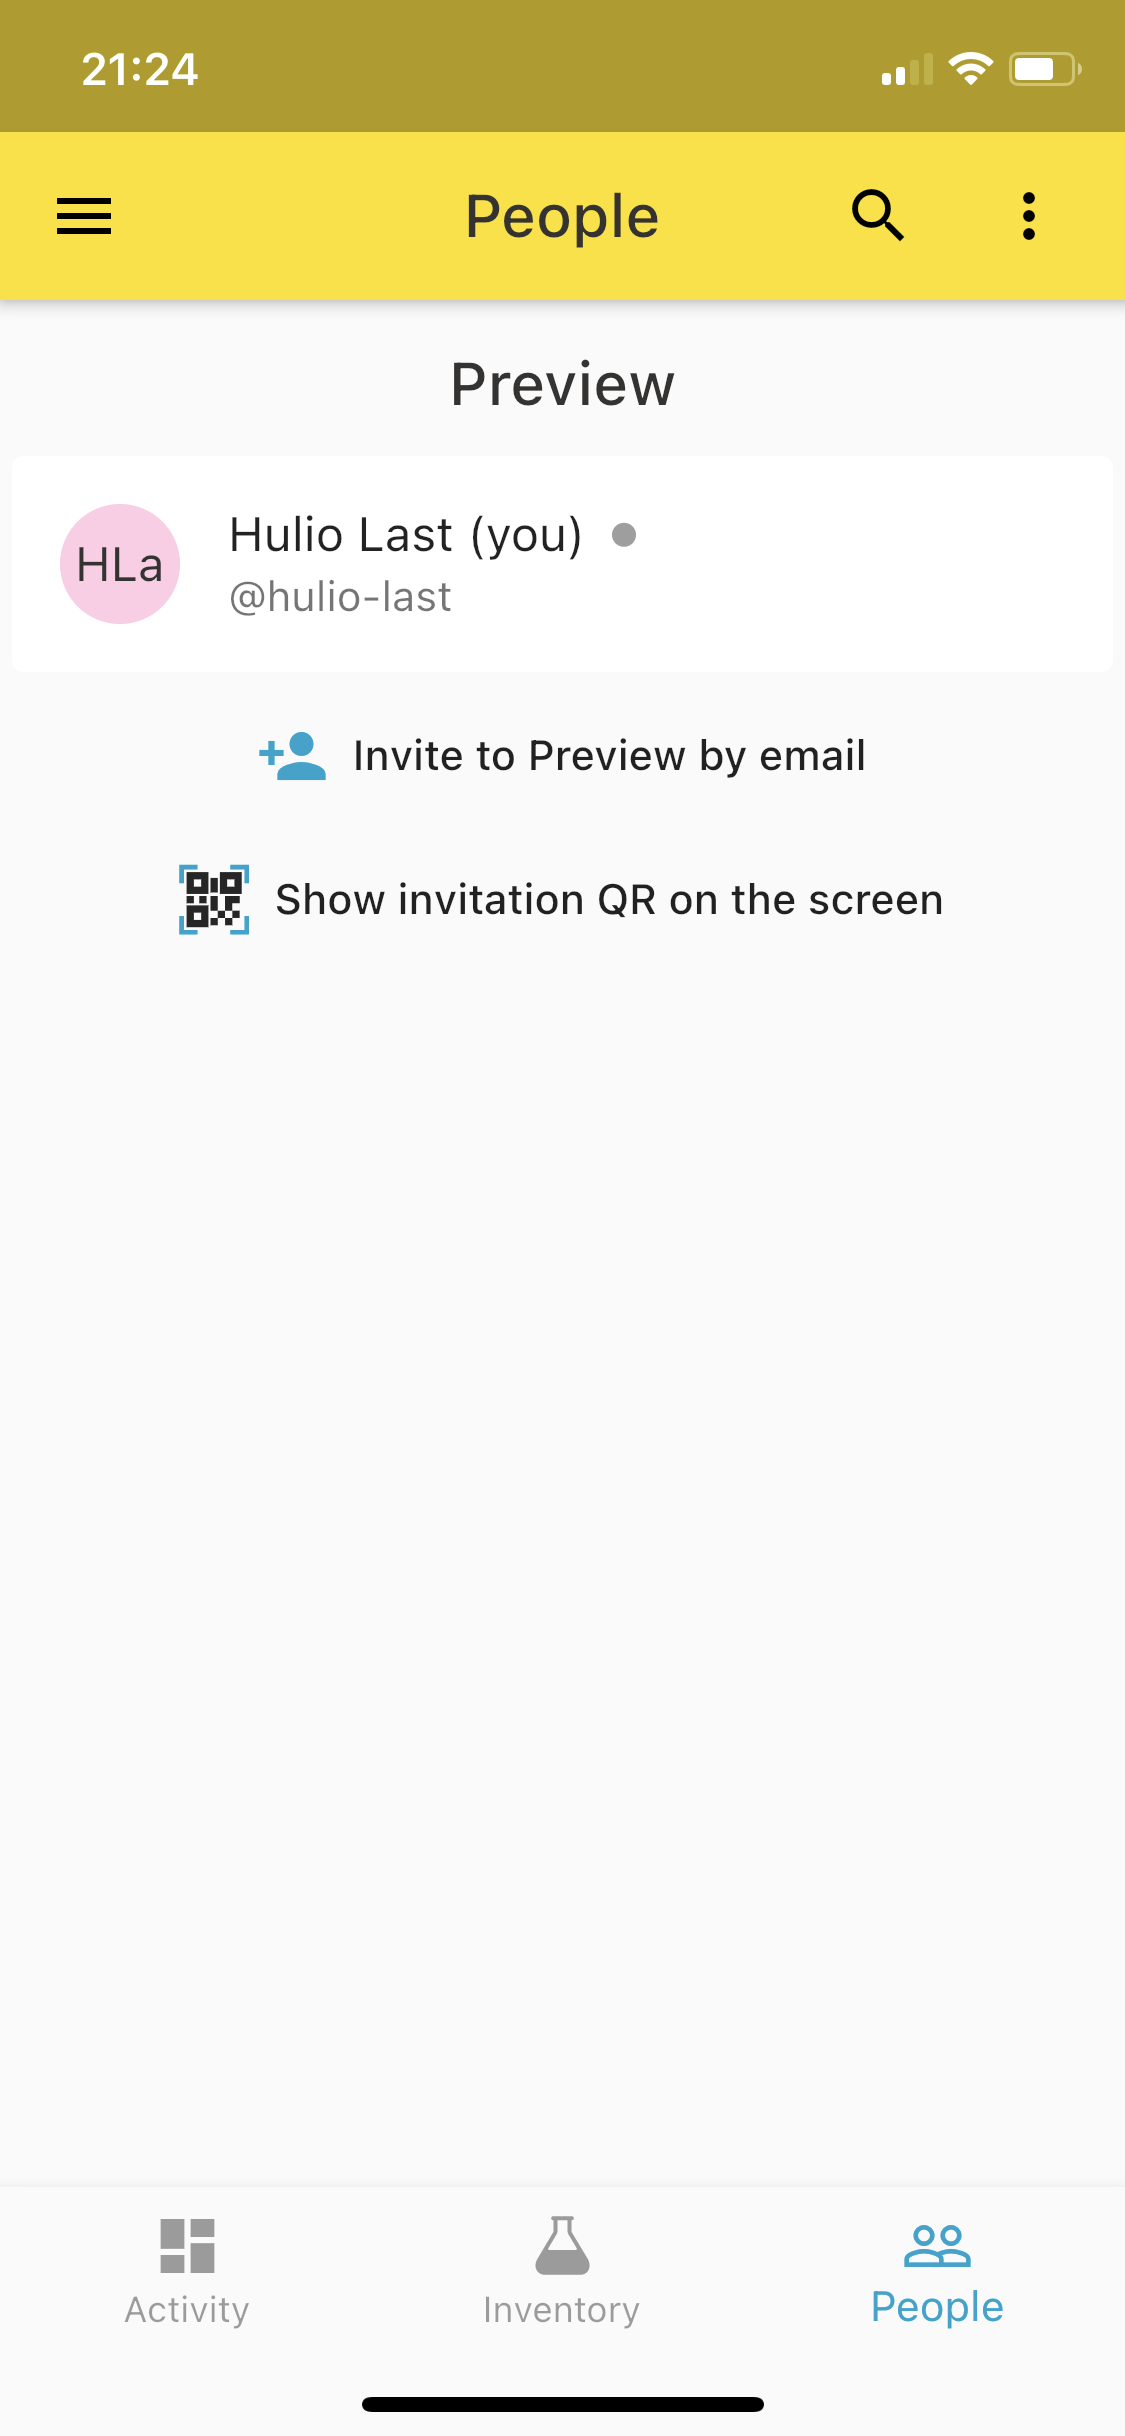 21:24
People
Preview
HLa
Hulio Last (you)
@hulio-last
Invite to Preview by email
Show invitation QR on the screen
Activity
Inventory
People